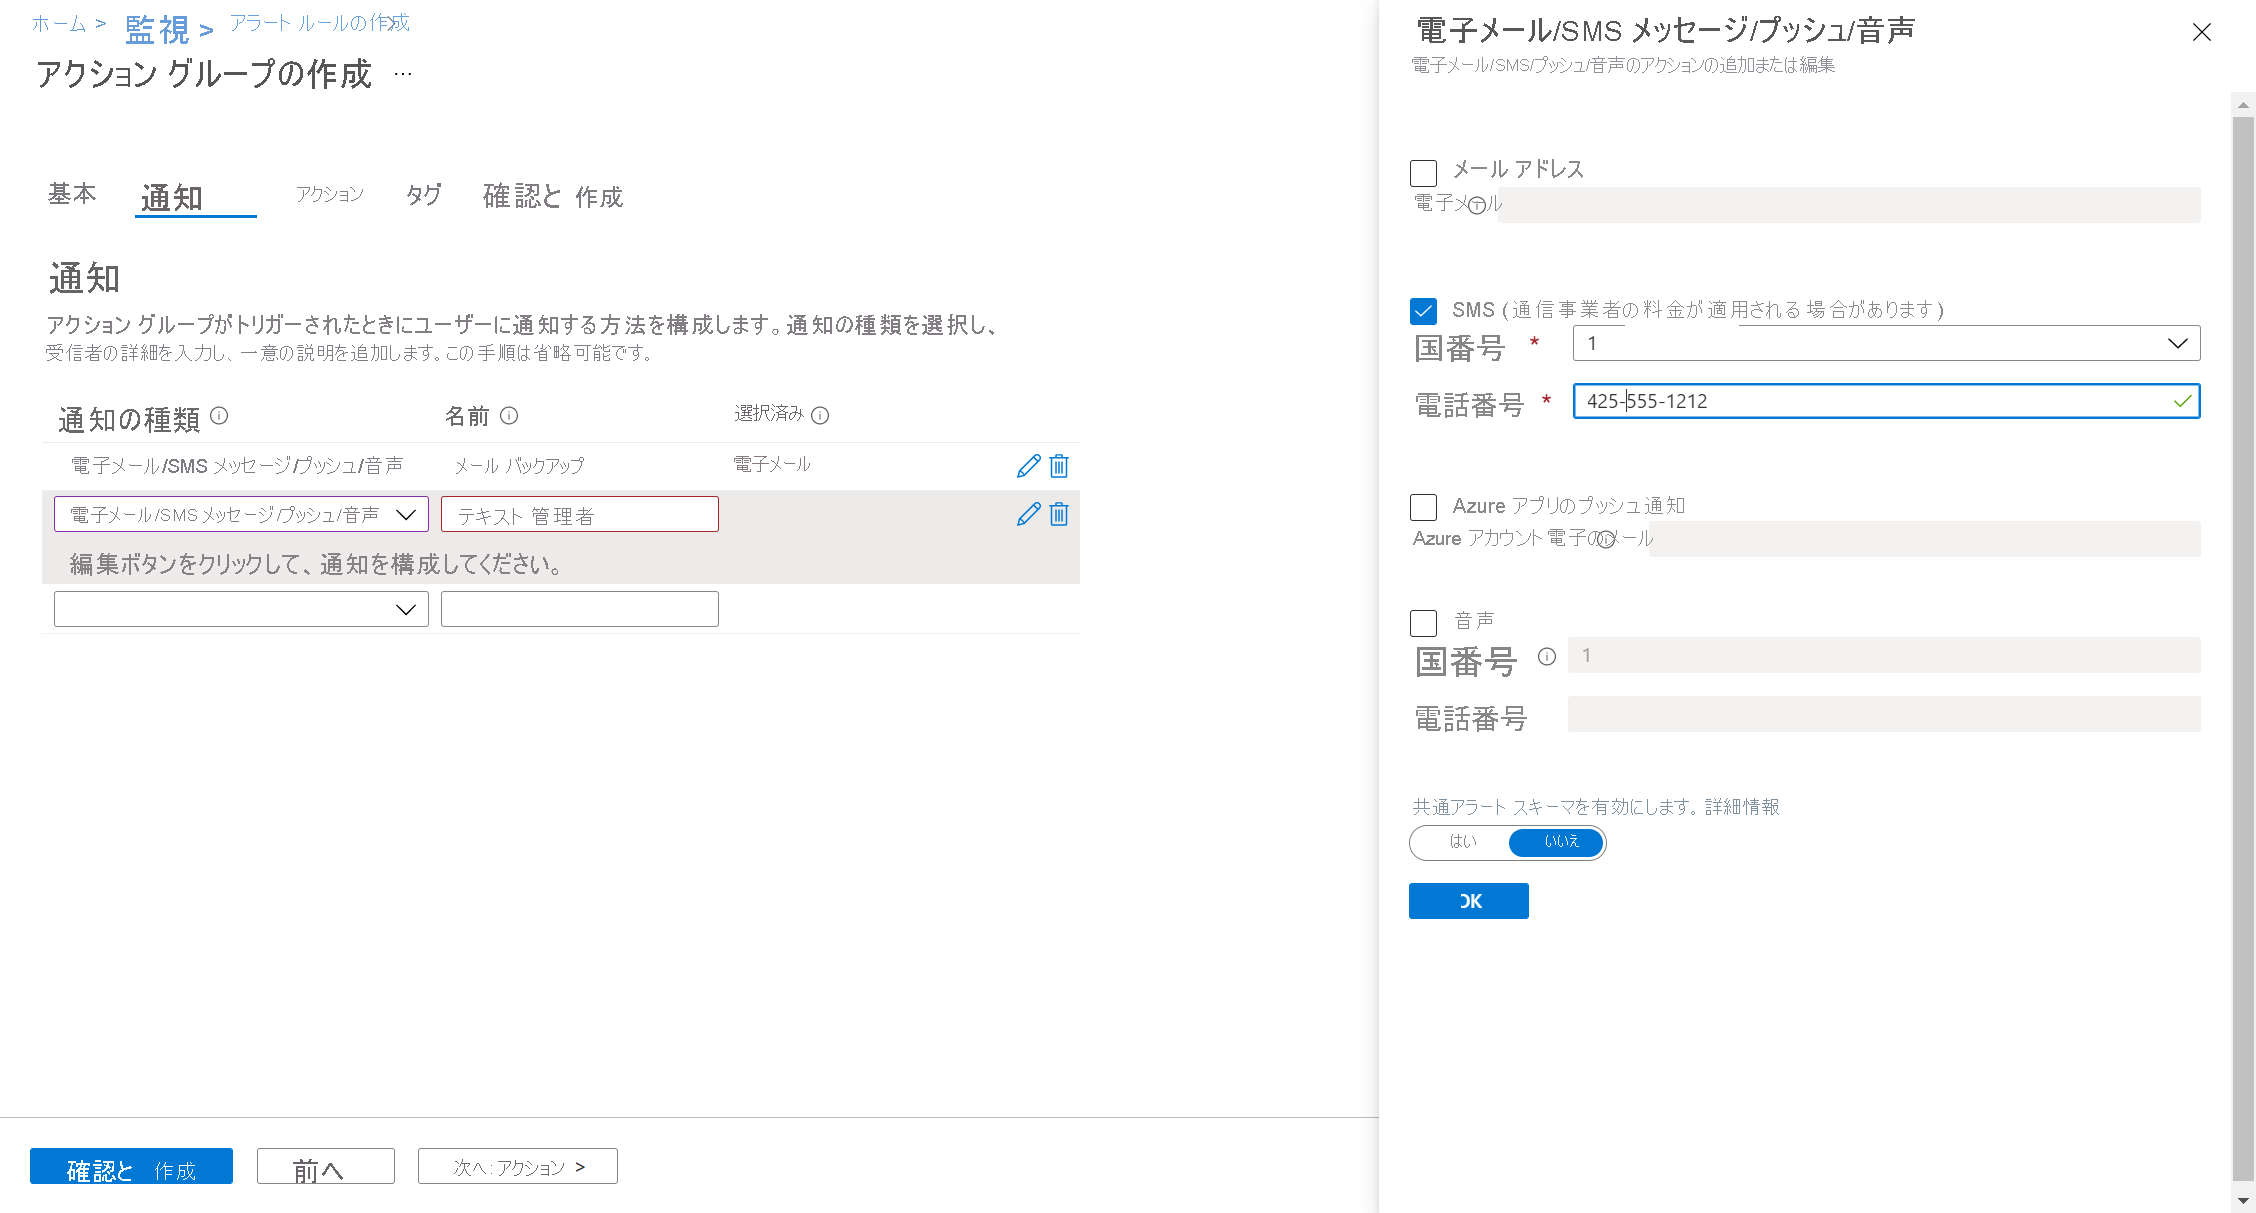 ホーム > 監視 > アラート ルールの作成
アクション グループの作成 …
基本 通知 アクション タグ 確認と 作成
通知
アクション グループがトリガーされたときにユーザーに通知する方法を構成します。通知の種類を選択し、
受信者の詳細を入力し、一意の説明を追加します。この手順は省略可能です。
通知の種類 名前 選択済み
電子メール/SMS メッセージ/プッシュ/音声 メール バックアップ 電子メール
電子メール/SMS メッセージ/プッシュ/音声 テキスト 管理者
編集ボタンをクリックして、通知を構成してください。
確認と 作成 前へ 次へ: アクション >
電子メール/SMS メッセージ/プッシュ/音声
電子メール/SMS/プッシュ/音声のアクションの追加または編集
メール アドレス
電子メール
SMS (通信事業者の料金が適用される場合があります)
国番号 * 1
電話番号 * 425-555-1212
Azure アプリのプッシュ通知
Azure アカウント電子のメール
音声
国番号 1
電話番号
共通アラート スキーマを有効にします。詳細情報
はい いいえ
OK